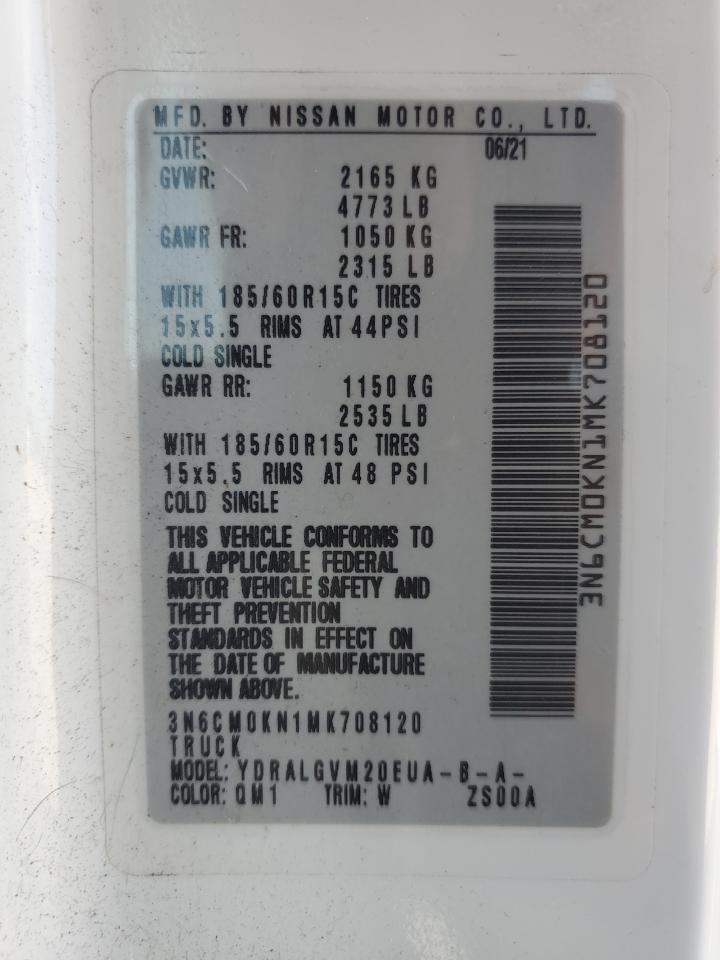 MFD. BY NISSAN MOTOR CO., LTD.
DATE: 06/21
GVWR: 2165 KG
4773 LB
GAWR FR: 1050 KG
2315 LB
WITH 185/60R15C TIRES
15x5.5 RIMS AT 44PSI
COLD SINGLE
GAWR RR: 1150 KG
2535 LB
WITH 185/60R15C TIRES
15x5.5 RIMS AT 48 PSI
COLD SINGLE
THIS VEHICLE CONFORMS TO
ALL APPLICABLE FEDERAL
MOTOR VEHICLE SAFETY AND
THEFT PREVENTION
STANDARDS IN EFFECT ON
THE DATE OF MANUFACTURE
SHOWN ABOVE.
3N6CM0KN1MK708120
TRUCK
MODEL: YDRALGVM20EUA-B-A-
COLOR: QM1 TRIM: W ZS00A
3N6CM0KN1MK708120